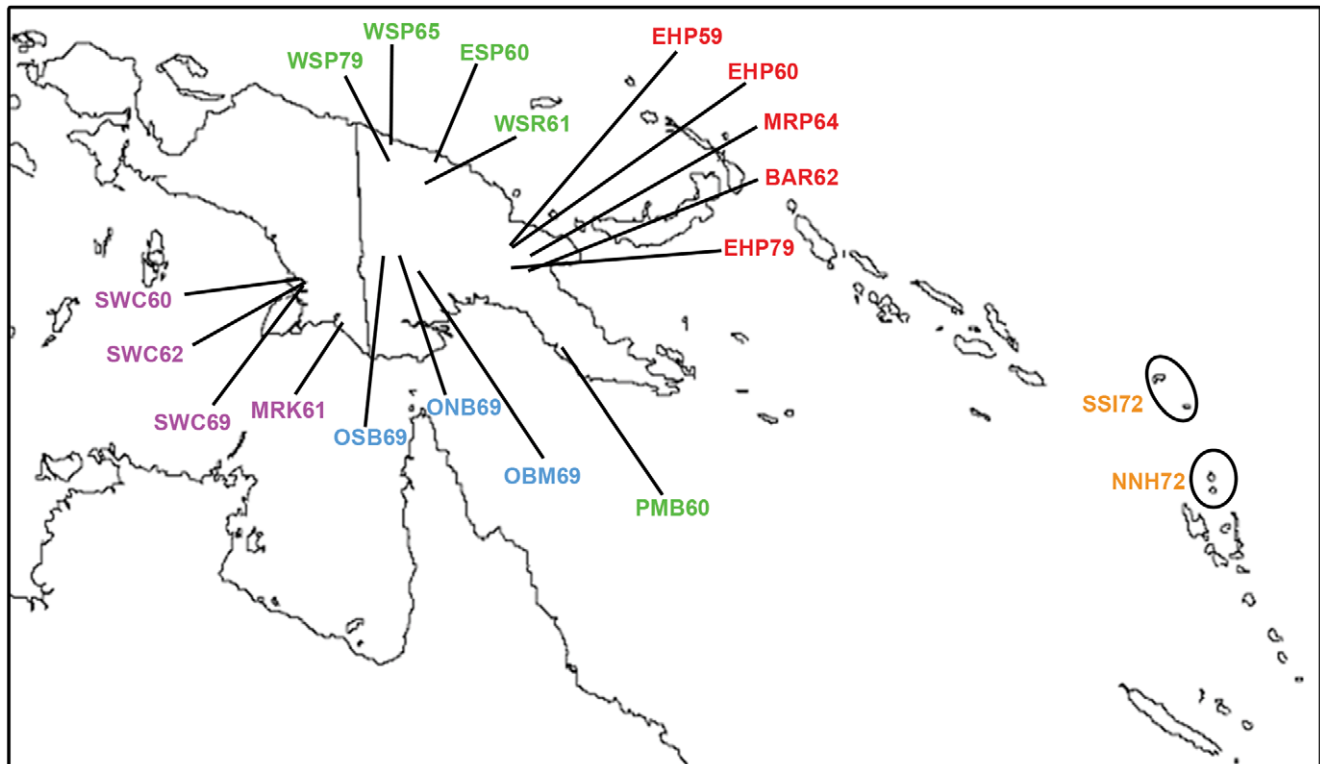 WSP65
EHP59
WSP79
ESP60
EHP60
WSR61
MRP64
BAR62
EHP79
SWC60
SWC62
SWC69
MRK61
ONB69
OSB69
OBM69
PMB60
SSI72
NNH72